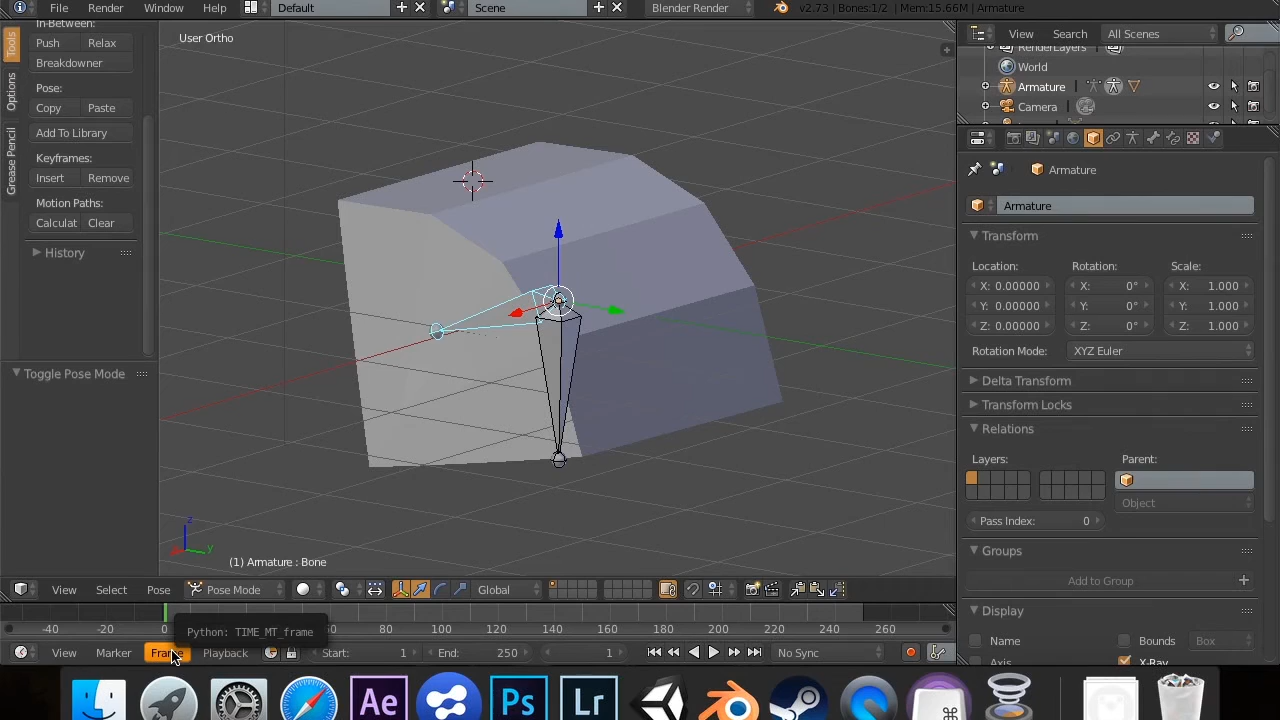 File Render Window Help Default Scene Blender Render v2.73 | Bones:1/2 | Mem:15.66M | Armature
In-Between:
Push Relax
Breakdowner
Pose:
Copy Paste
Add To Library
Keyframes:
Insert Remove
Motion Paths:
Calculat Clear
History
Toggle Pose Mode
Tools
Options
Grease Pencil
User Ortho
z
y
(1) Armature : Bone
View Select Pose Pose Mode Global
-40 -20 0 60 80 100 120 140 160 180 200 220 240 260
Python: TIME_MT_frame
View Marker Frame Playback Start: 1 End: 250 1 No Sync
View Search All Scenes
RenderLayers
World
Armature
Camera
Armature
Armature
Transform
Location: Rotation: Scale:
X: 0.00000 X: 0° X: 1.000
Y: 0.00000 Y: 0° Y: 1.000
Z: 0.00000 Z: 0° Z: 1.000
Rotation Mode: XYZ Euler
Delta Transform
Transform Locks
Relations
Layers: Parent:
Object
Pass Index: 0
Groups
Add to Group
Display
Name Bounds Box
Axis X-Ray
Ae Ps Lr